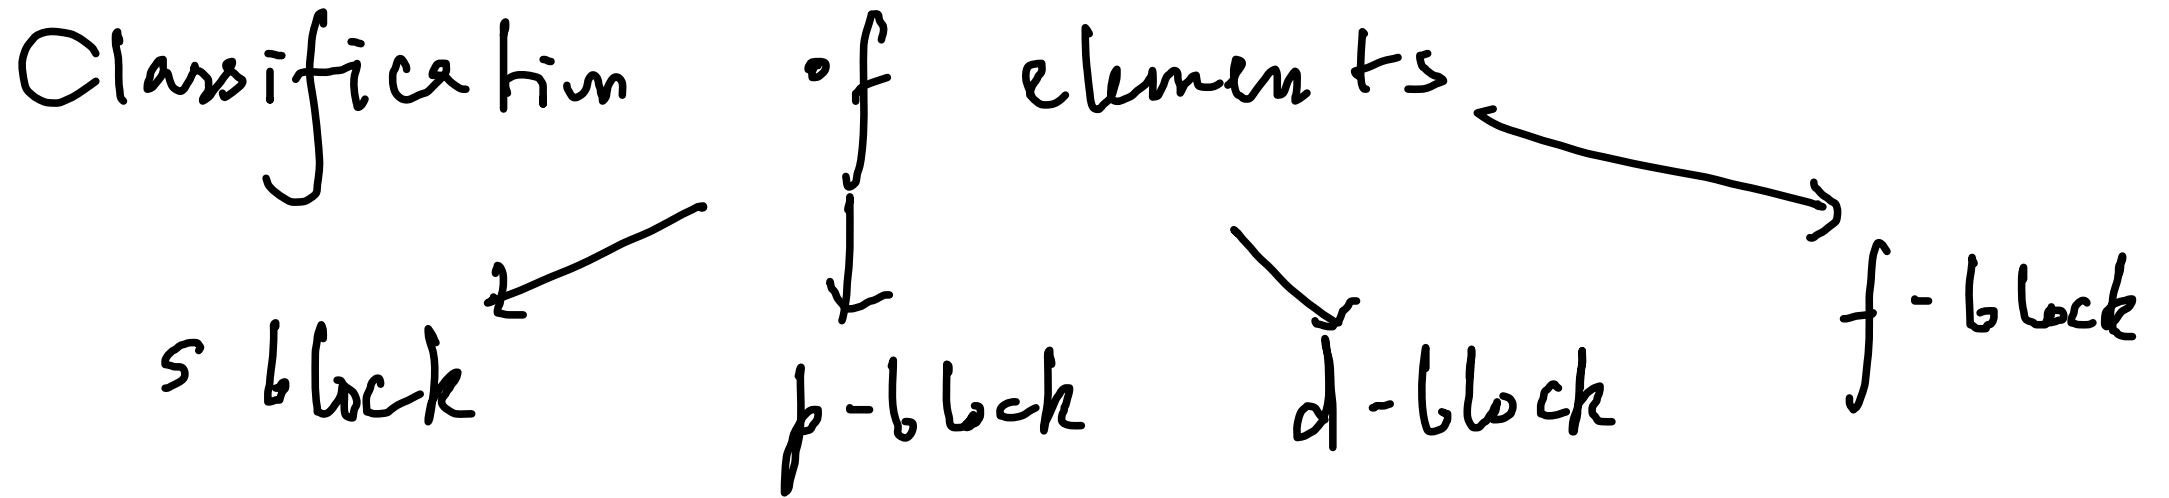 Classification of elements
s block p-block d-block f-block